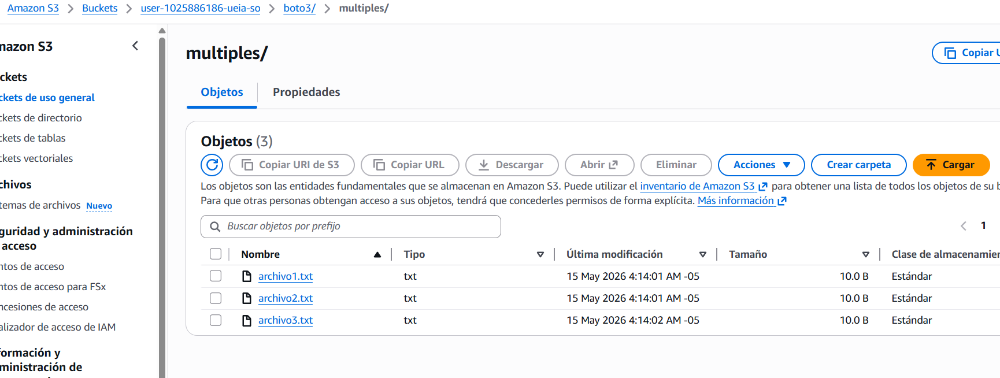 Amazon S3 > Buckets > user-1025886186-ueia-so > boto3/ > multiples/
mazon S3
ckets
ckets de uso general
ckets de directorio
ckets de tablas
ckets vectoriales
chivos
temas de archivos Nuevo
guridad y administración
acceso
ntos de acceso
ntos de acceso para FSx
ncesiones de acceso
alizador de acceso de IAM
formación y
ministración de
multiples/
Copiar U
Objetos
Propiedades
Objetos (3)
Copiar URI de S3
Copiar URL
Descargar
Abrir
Eliminar
Acciones
Crear carpeta
Cargar
Los objetos son las entidades fundamentales que se almacenan en Amazon S3. Puede utilizar el inventario de Amazon S3 para obtener una lista de todos los objetos de su b
Para que otras personas obtengan acceso a sus objetos, tendrá que concederles permisos de forma explícita. Más información
Buscar objetos por prefijo
1
Nombre Tipo Última modificación Tamaño Clase de almacenamien
archivo1.txt txt 15 May 2026 4:14:01 AM -05 10.0 B Estándar
archivo2.txt txt 15 May 2026 4:14:01 AM -05 10.0 B Estándar
archivo3.txt txt 15 May 2026 4:14:02 AM -05 10.0 B Estándar